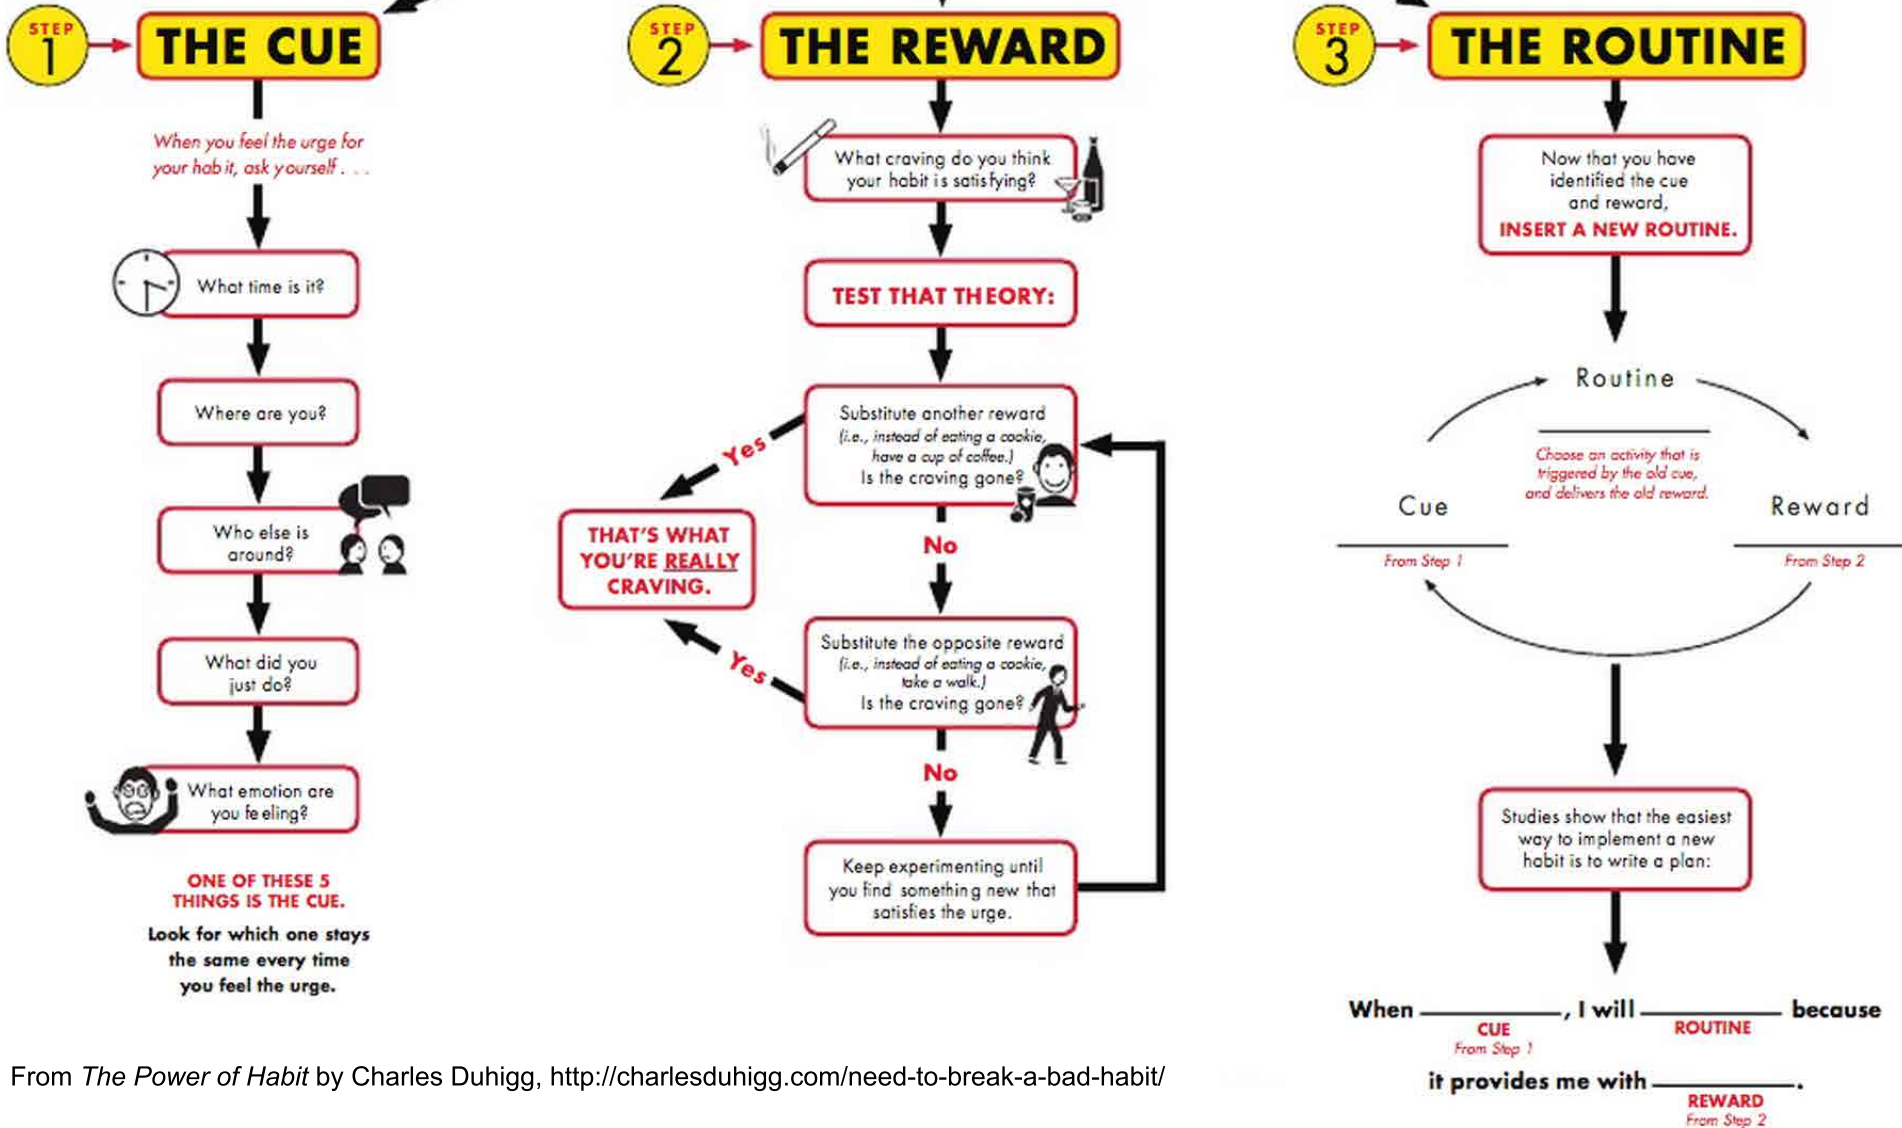 STEP
1
THE CUE
When you feel the urge for
your habit, ask yourself . . .
What time is it?
Where are you?
Who else is
around?
What did you
just do?
What emotion are
you feeling?
ONE OF THESE 5
THINGS IS THE CUE.
Look for which one stays
the same every time
you feel the urge.
STEP
2
THE REWARD
What craving do you think
your habit is satisfying?
TEST THAT THEORY:
Substitute another reward
(i.e., instead of eating a cookie,
have a cup of coffee.)
Is the craving gone?
Yes
THAT'S WHAT
YOU'RE REALLY
CRAVING.
No
Substitute the opposite reward
(i.e., instead of eating a cookie,
take a walk.)
Is the craving gone?
Yes
No
Keep experimenting until
you find something new that
satisfies the urge.
STEP
3
THE ROUTINE
Now that you have
identified the cue
and reward,
INSERT A NEW ROUTINE.
Routine
Choose an activity that is
triggered by the old cue,
and delivers the old reward.
Cue
From Step 1
Reward
From Step 2
Studies show that the easiest
way to implement a new
habit is to write a plan:
When ________, I will ________ because
CUE
From Step 1
ROUTINE
it provides me with ________.
REWARD
From Step 2
From The Power of Habit by Charles Duhigg, http://charlesduhigg.com/need-to-break-a-bad-habit/